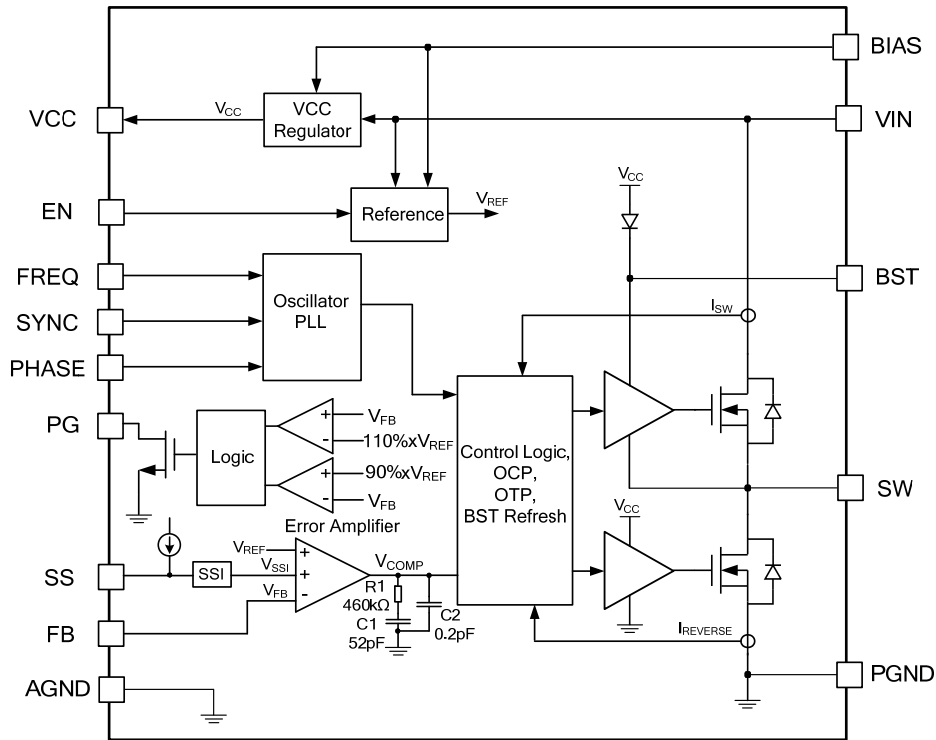 BIAS
VCC
VCC
VCC
Regulator
VIN
VCC
EN
Reference
VREF
FREQ
Oscillator
PLL
BST
SYNC
ISW
PHASE
PG
Logic
+
VFB
-
110%xVREF
+
90%xVREF
-
VFB
Control Logic,
OCP,
OTP,
BST Refresh
SW
Error Amplifier
VCC
VREF
+
SS
SSI
VSSI
+
VCOMP
VFB
-
R1
460kΩ
C1
52pF
C2
0.2pF
FB
IREVERSE
AGND
PGND